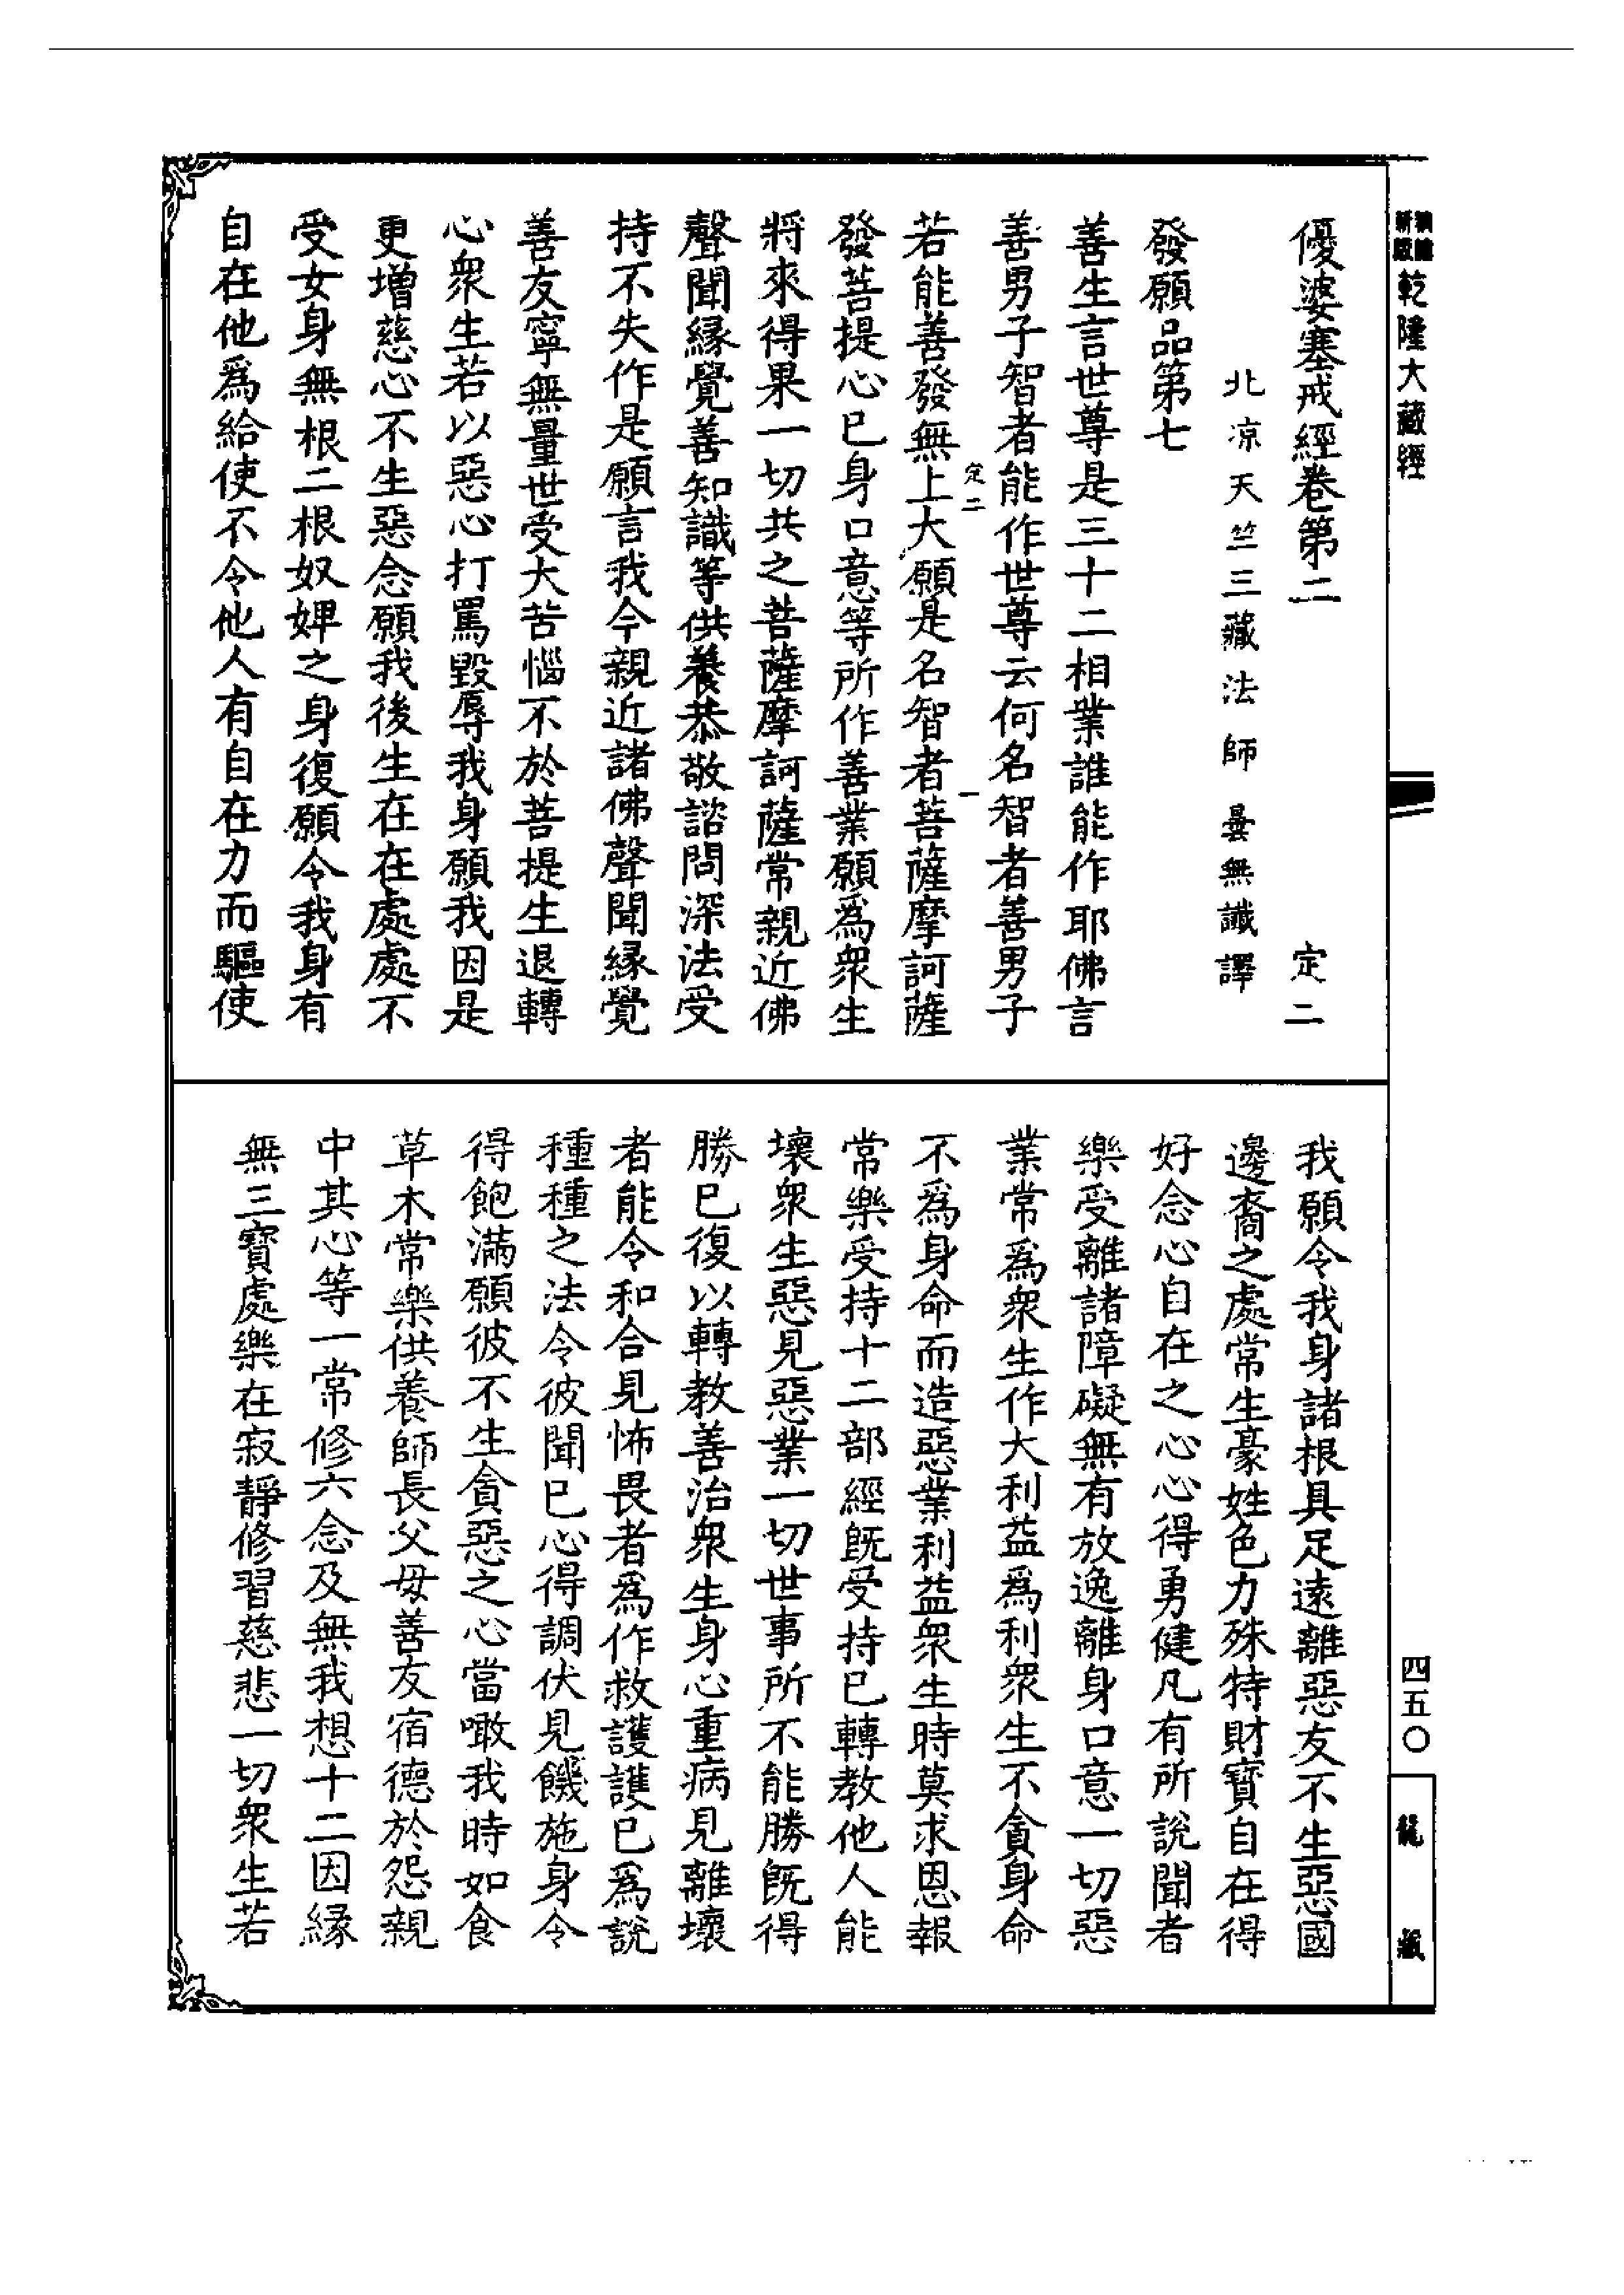 乾隆大藏經
優婆塞戒經卷第二　定二
北涼天竺三藏法師曇無讖譯
發願品第七
善生言世尊是三十二相業誰能作耶佛言
善男子智者能作世尊云何名智者善男子
定二　一
若能善發無上大願是名智者菩薩摩訶薩
發菩提心已身口意等所作善業願為眾生
將來得果一切共之菩薩摩訶薩常親近佛
聲聞緣覺善知識等供養恭敬諮問深法受
持不失作是願言我今親近諸佛聲聞緣覺
善友寧無量世受大苦惱不於菩提生退轉
心眾生若以惡心打罵毀辱我身願我因是
更增慈心不生惡念願我後生在在處處不
受女身無根二根奴婢之身復願令我身有
自在他為給使不令他人有自在力而驅使
我願令我身諸根具足遠離惡友不生惡國
邊裔之處常生豪姓色力殊特財寶自在得
好念心自在之心心得勇健凡有所說聞者
樂受離諸障礙無有放逸離身口意一切惡
業常為眾生作大利益為利眾生不貪身命
不為身命而造惡業利益眾生時莫求恩報
常樂受持十二部經既受持已轉教他人能
壞眾生惡見惡業一切世事所不能勝既得
勝已復以轉教善治眾生身心重病見離壞
者能令和合見怖畏者為作救護護已為說
種種之法令彼聞已心得調伏見饑施身令
得飽滿願彼不生貪惡之心當噉我時如食
草木常樂供養師長父母善友宿德於怨親
中其心等一常修六念及無我想十二因緣
無三寶處樂在寂靜修習慈悲一切眾生若
四五〇
龍藏